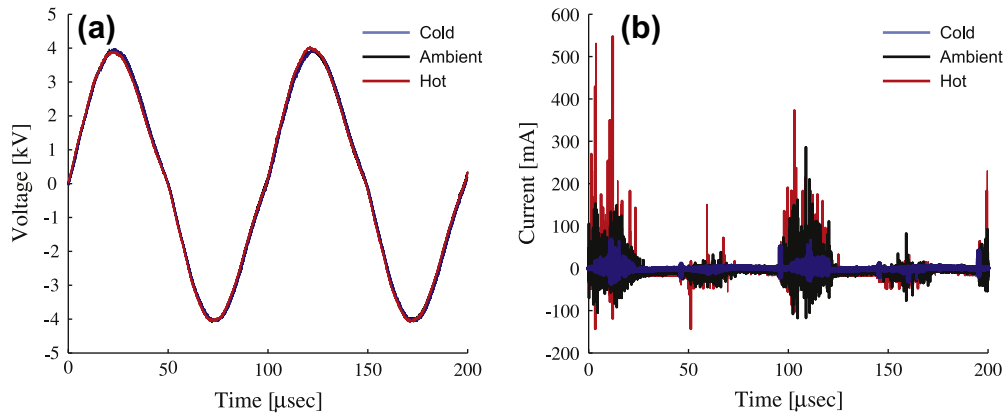 (a)
Cold
Ambient
Hot
Voltage [kV]
5
4
3
2
1
0
-1
-2
-3
-4
-5
0
50
100
150
200
Time [µsec]
(b)
Cold
Ambient
Hot
Current [mA]
600
500
400
300
200
100
0
-100
-200
0
50
100
150
200
Time [µsec]